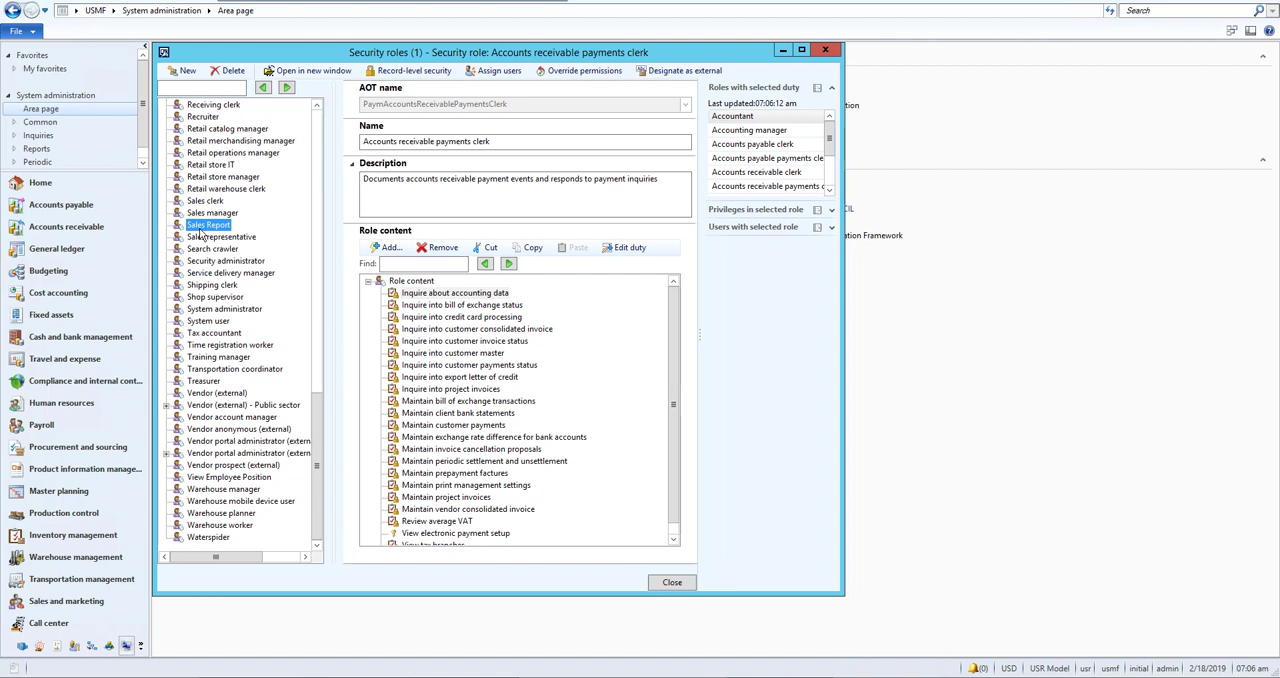 USMF System administration Area page
Search
File
Favorites
My favorites
System administration
Area page
Common
Inquiries
Reports
Periodic
Home
Accounts payable
Accounts receivable
General ledger
Budgeting
Cost accounting
Fixed assets
Cash and bank management
Travel and expense
Compliance and internal cont...
Human resources
Payroll
Procurement and sourcing
Product information manage...
Master planning
Production control
Inventory management
Warehouse management
Transportation management
Sales and marketing
Call center
Security roles (1) - Security role: Accounts receivable payments clerk
New Delete Open in new window Record-level security Assign users Override permissions Designate as external
Receiving clerk
Recruiter
Retail catalog manager
Retail merchandising manager
Retail operations manager
Retail store IT
Retail store manager
Retail warehouse clerk
Sales clerk
Sales manager
Sales Report
Sales representative
Search crawler
Security administrator
Service delivery manager
Shipping clerk
Shop supervisor
System administrator
System user
Tax accountant
Time registration worker
Training manager
Transportation coordinator
Treasurer
Vendor (external)
Vendor (external) - Public sector
Vendor account manager
Vendor anonymous (external)
Vendor portal administrator (extern
Vendor portal administrator (extern
Vendor prospect (external)
View Employee Position
Warehouse manager
Warehouse mobile device user
Warehouse planner
Warehouse worker
Waterspider
AOT name
PaymAccountsReceivablePaymentsClerk
Name
Accounts receivable payments clerk
Description
Documents accounts receivable payment events and responds to payment inquiries
Role content
Add... Remove Cut Copy Paste Edit duty
Find:
Role content
Inquire about accounting data
Inquire into bill of exchange status
Inquire into credit card processing
Inquire into customer consolidated invoice
Inquire into customer invoice status
Inquire into customer master
Inquire into customer payments status
Inquire into export letter of credit
Inquire into project invoices
Maintain bill of exchange transactions
Maintain client bank statements
Maintain customer payments
Maintain exchange rate difference for bank accounts
Maintain invoice cancellation proposals
Maintain periodic settlement and unsettlement
Maintain prepayment factures
Maintain print management settings
Maintain project invoices
Maintain vendor consolidated invoice
Review average VAT
View electronic payment setup
View tax branches
Close
Roles with selected duty
Last updated:07:06:12 am
Accountant
Accounting manager
Accounts payable clerk
Accounts payable payments cle
Accounts receivable clerk
Accounts receivable payments c
Privileges in selected role
Users with selected role
ation
CIL
ration Framework
(0) USD USR Model usr usmf initial admin 2/18/2019 07:06 am